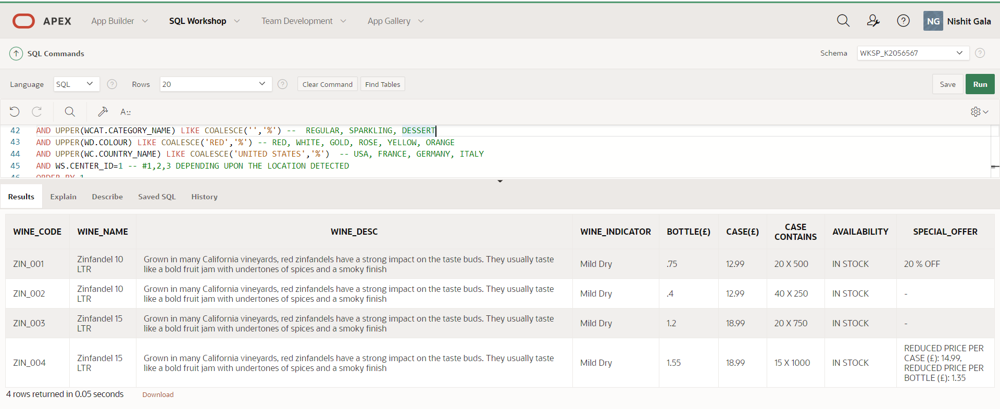 APEX App Builder SQL Workshop Team Development App Gallery NG Nishit Gala
SQL Commands Schema WKSP_K2056567 ?
Language SQL ? Rows 20 ? Clear Command Find Tables Save Run
A::
42 AND UPPER(WCAT.CATEGORY_NAME) LIKE COALESCE('','%') --  REGULAR, SPARKLING, DESSERT
43 AND UPPER(WD.COLOUR) LIKE COALESCE('RED','%') -- RED, WHITE, GOLD, ROSE, YELLOW, ORANGE
44 AND UPPER(WC.COUNTRY_NAME) LIKE COALESCE('UNITED STATES','%')  -- USA, FRANCE, GERMANY, ITALY
45 AND WS.CENTER_ID=1 -- #1,2,3 DEPENDING UPON THE LOCATION DETECTED
46 ORDER BY 1
Results Explain Describe Saved SQL History
WINE_CODE WINE_NAME WINE_DESC WINE_INDICATOR BOTTLE(£) CASE(£) CASE CONTAINS AVAILABILITY SPECIAL_OFFER
ZIN_001 Zinfandel 10 LTR Grown in many California vineyards, red zinfandels have a strong impact on the taste buds. They usually taste
like a bold fruit jam with undertones of spices and a smoky finish Mild Dry .75 12.99 20 X 500 IN STOCK 20 % OFF
ZIN_002 Zinfandel 10 LTR Grown in many California vineyards, red zinfandels have a strong impact on the taste buds. They usually taste
like a bold fruit jam with undertones of spices and a smoky finish Mild Dry .4 12.99 40 X 250 IN STOCK -
ZIN_003 Zinfandel 15 LTR Grown in many California vineyards, red zinfandels have a strong impact on the taste buds. They usually taste
like a bold fruit jam with undertones of spices and a smoky finish Mild Dry 1.2 18.99 20 X 750 IN STOCK -
ZIN_004 Zinfandel 15 LTR Grown in many California vineyards, red zinfandels have a strong impact on the taste buds. They usually taste
like a bold fruit jam with undertones of spices and a smoky finish Mild Dry 1.55 18.99 15 X 1000 IN STOCK REDUCED PRICE PER
CASE (£): 14.99,
REDUCED PRICE PER
BOTTLE (£): 1.35
4 rows returned in 0.05 seconds Download